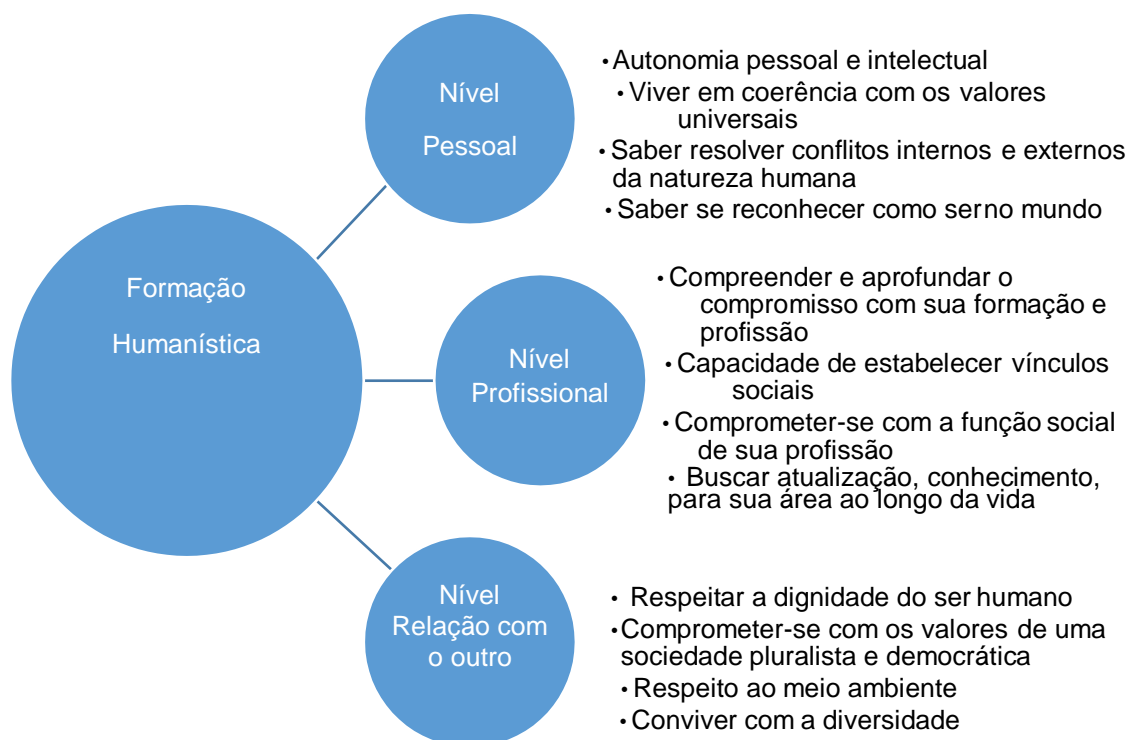 Formação
Humanística
Nível
Pessoal
• Autonomia pessoal e intelectual
• Viver em coerência com os valores
universais
• Saber resolver conflitos internos e externos
da natureza humana
• Saber se reconhecer como serno mundo
Nível
Profissional
• Compreender e aprofundar o
compromisso com sua formação e
profissão
• Capacidade de estabelecer vínculos
sociais
• Comprometer-se com a função social
de sua profissão
• Buscar atualização, conhecimento,
para sua área ao longo da vida
Nível
Relação com
o outro
• Respeitar a dignidade do ser humano
• Comprometer-se com os valores de uma
sociedade pluralista e democrática
• Respeito ao meio ambiente
• Conviver com a diversidade